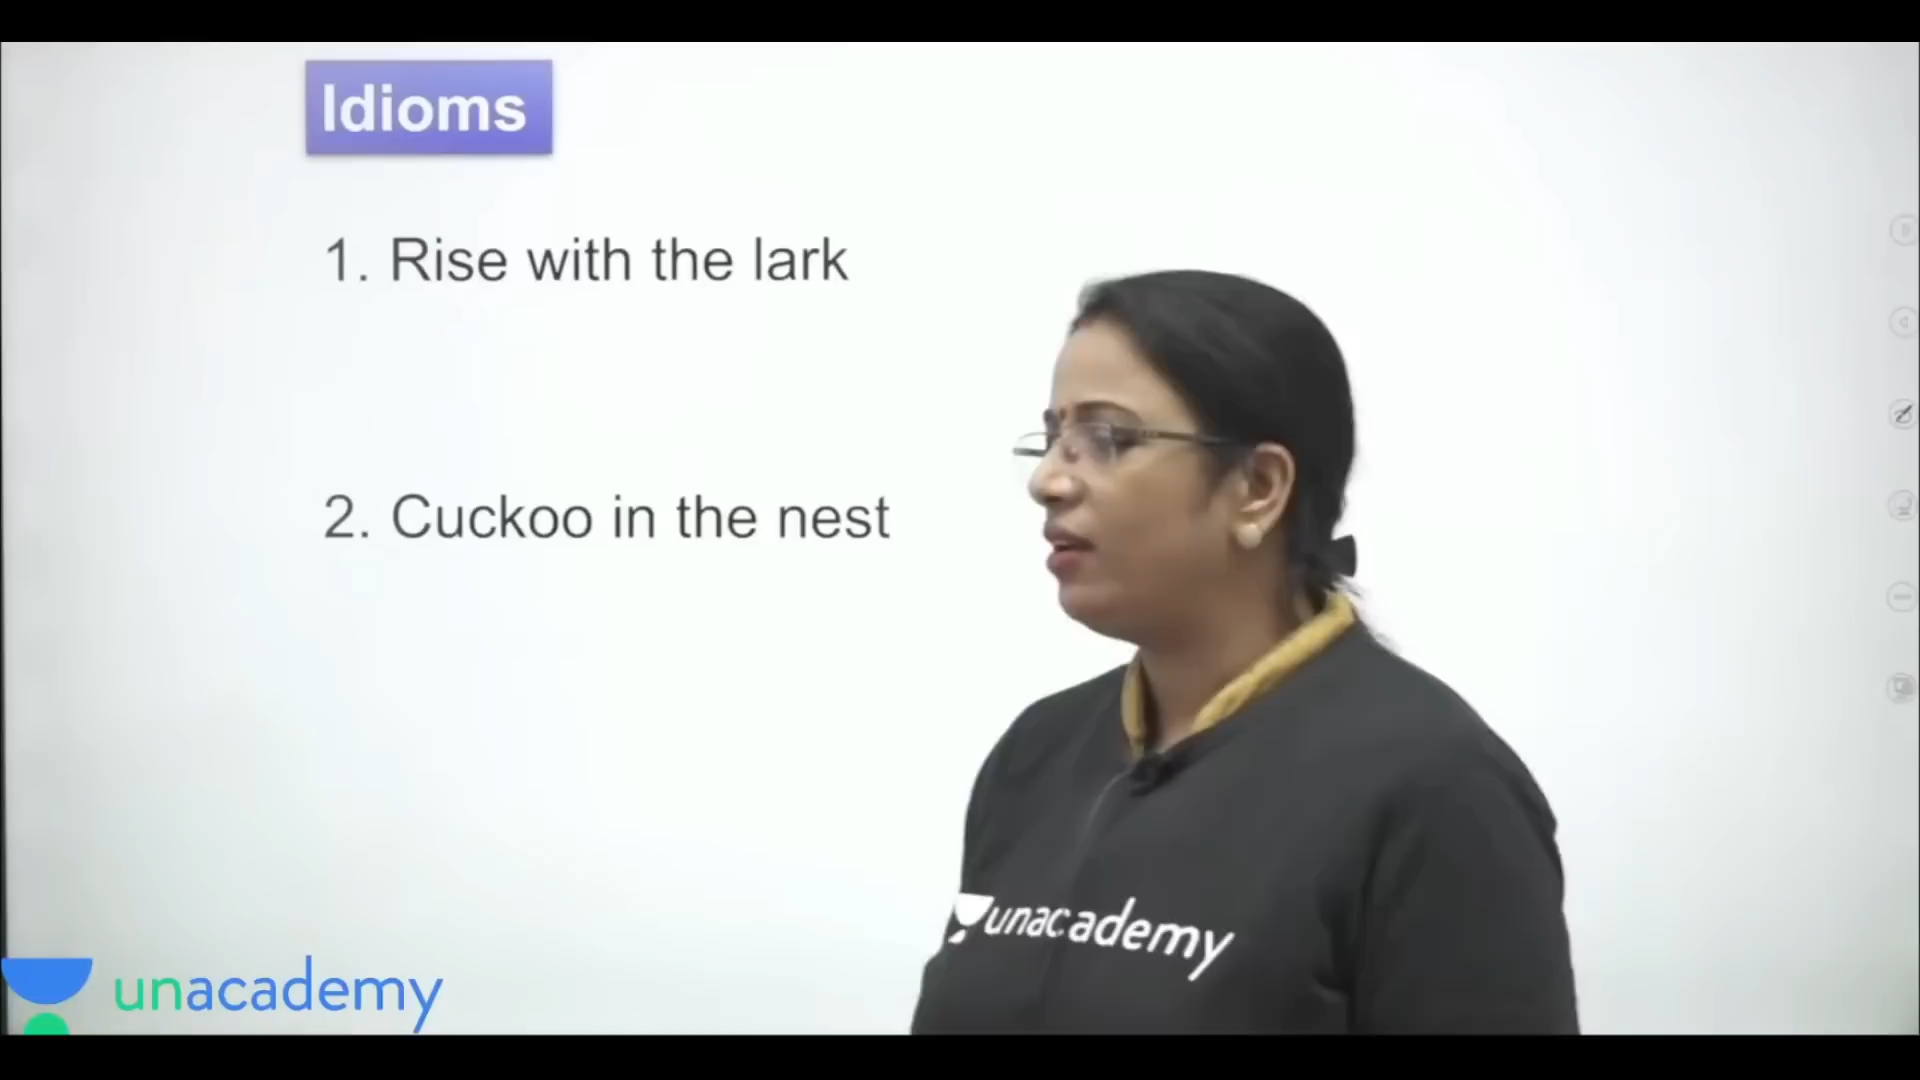 Idioms
1. Rise with the lark
2. Cuckoo in the nest
unacademy
unacademy